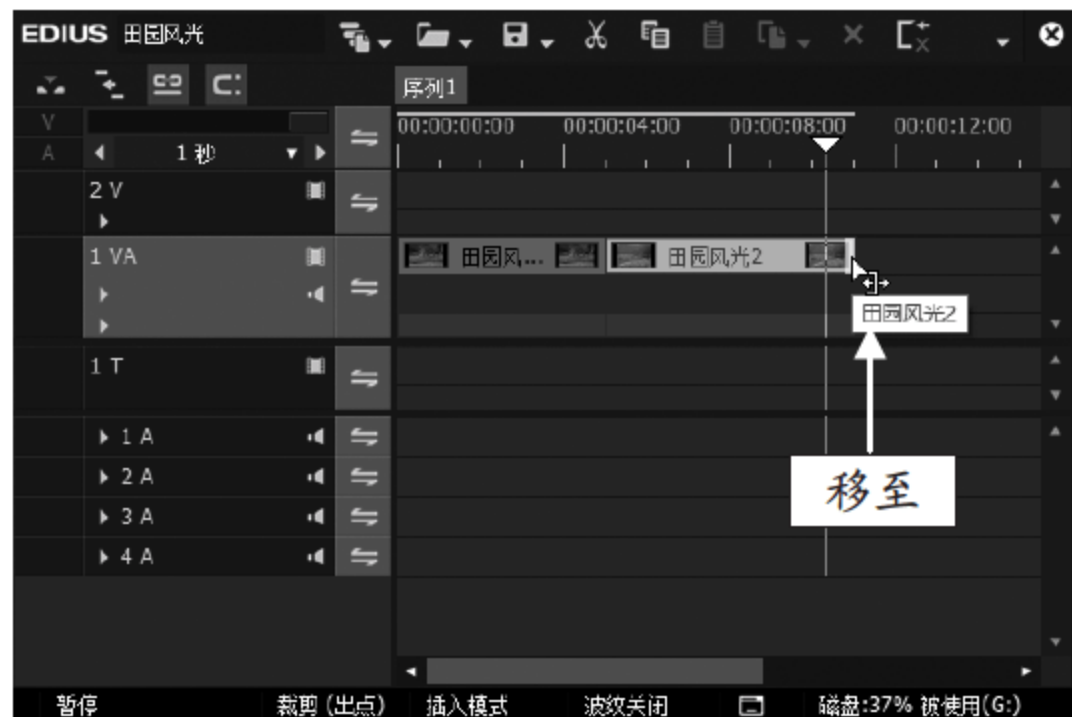 EDIUS 田园风光
序列1
V
A
1秒
00:00:00:00 00:00:04:00 00:00:08:00 00:00:12:00
2 V
1 VA
田园风... 田园风光2
田园风光2
1 T
移至
1 A
2 A
3 A
4 A
暂停 裁剪 (出点) 插入模式 波纹关闭 磁盘:37% 被使用(G:)